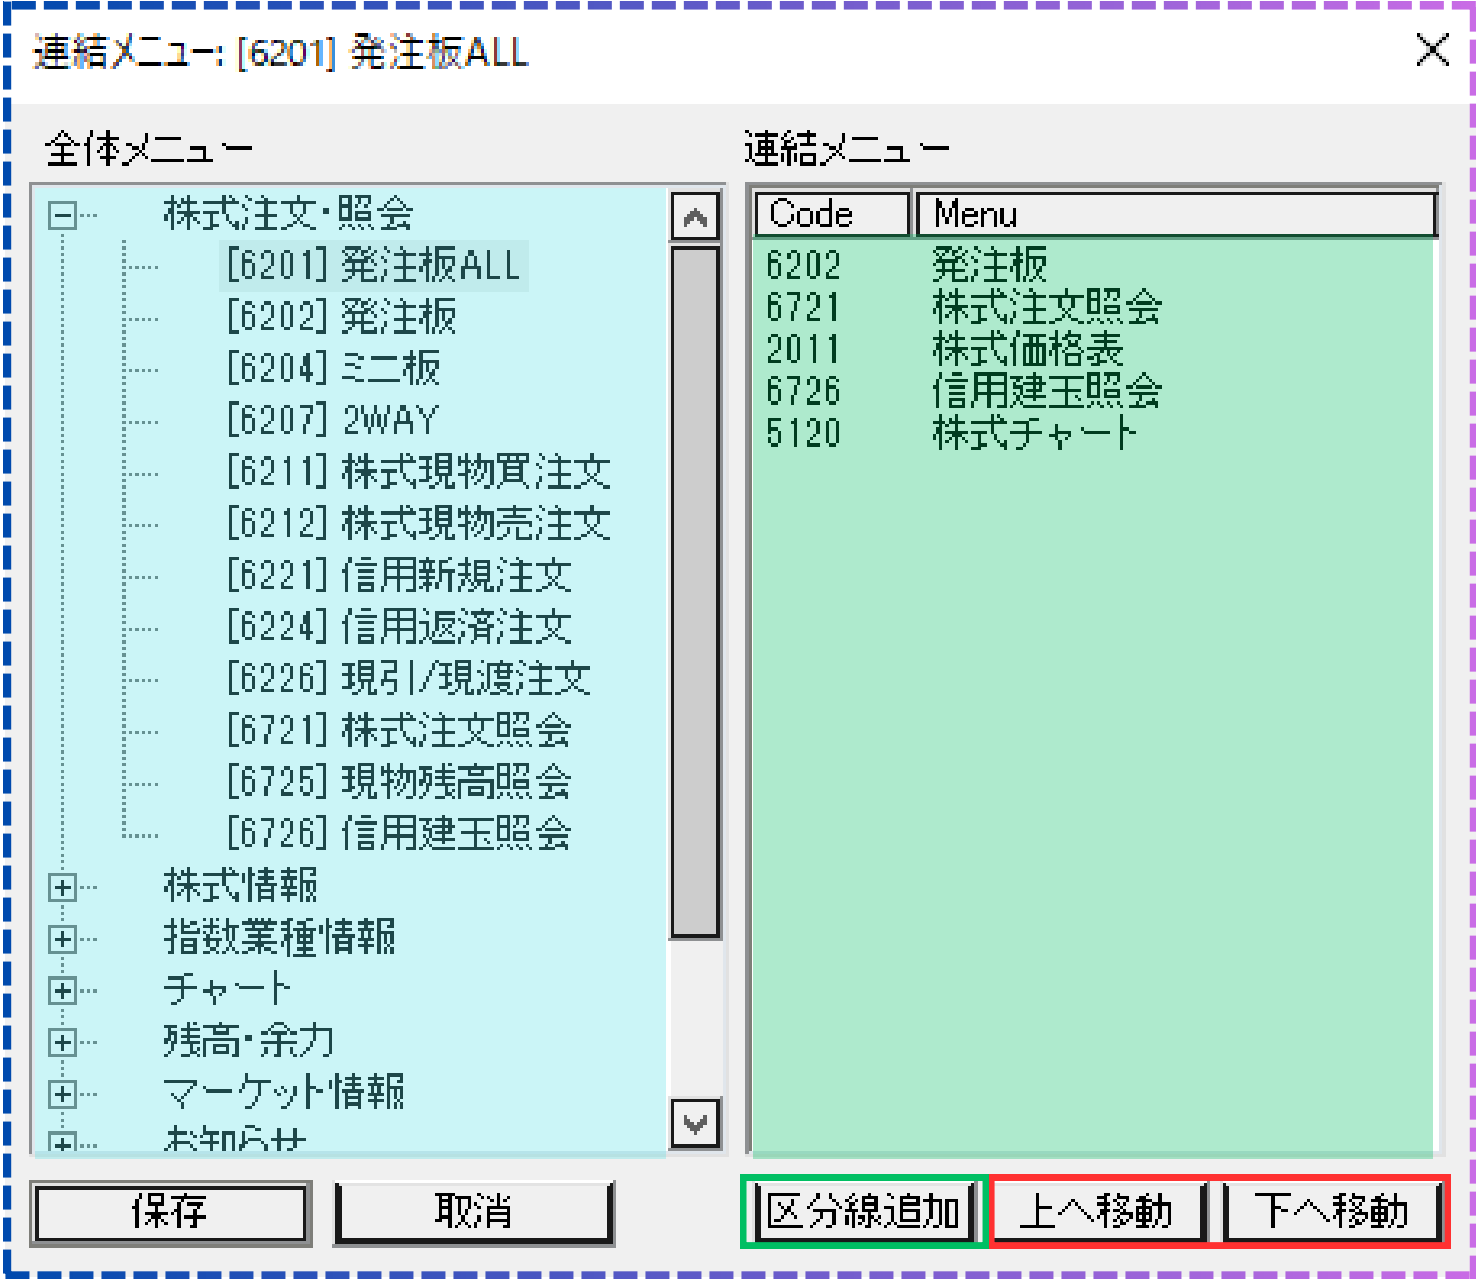 連結メニュー: [6201] 発注板ALL
全体メニュー
株式注文・照会
[6201] 発注板ALL
[6202] 発注板
[6204] ミニ板
[6207] 2WAY
[6211] 株式現物買注文
[6212] 株式現物売注文
[6221] 信用新規注文
[6224] 信用返済注文
[6226] 現引/現渡注文
[6721] 株式注文照会
[6725] 現物残高照会
[6726] 信用建玉照会
株式情報
指数業種情報
チャート
残高・余力
マーケット情報
お知らせ
連結メニュー
Code Menu
6202 発注板
6721 株式注文照会
2011 株式価格表
6726 信用建玉照会
5120 株式チャート
保存 取消 区分線追加 上へ移動 下へ移動